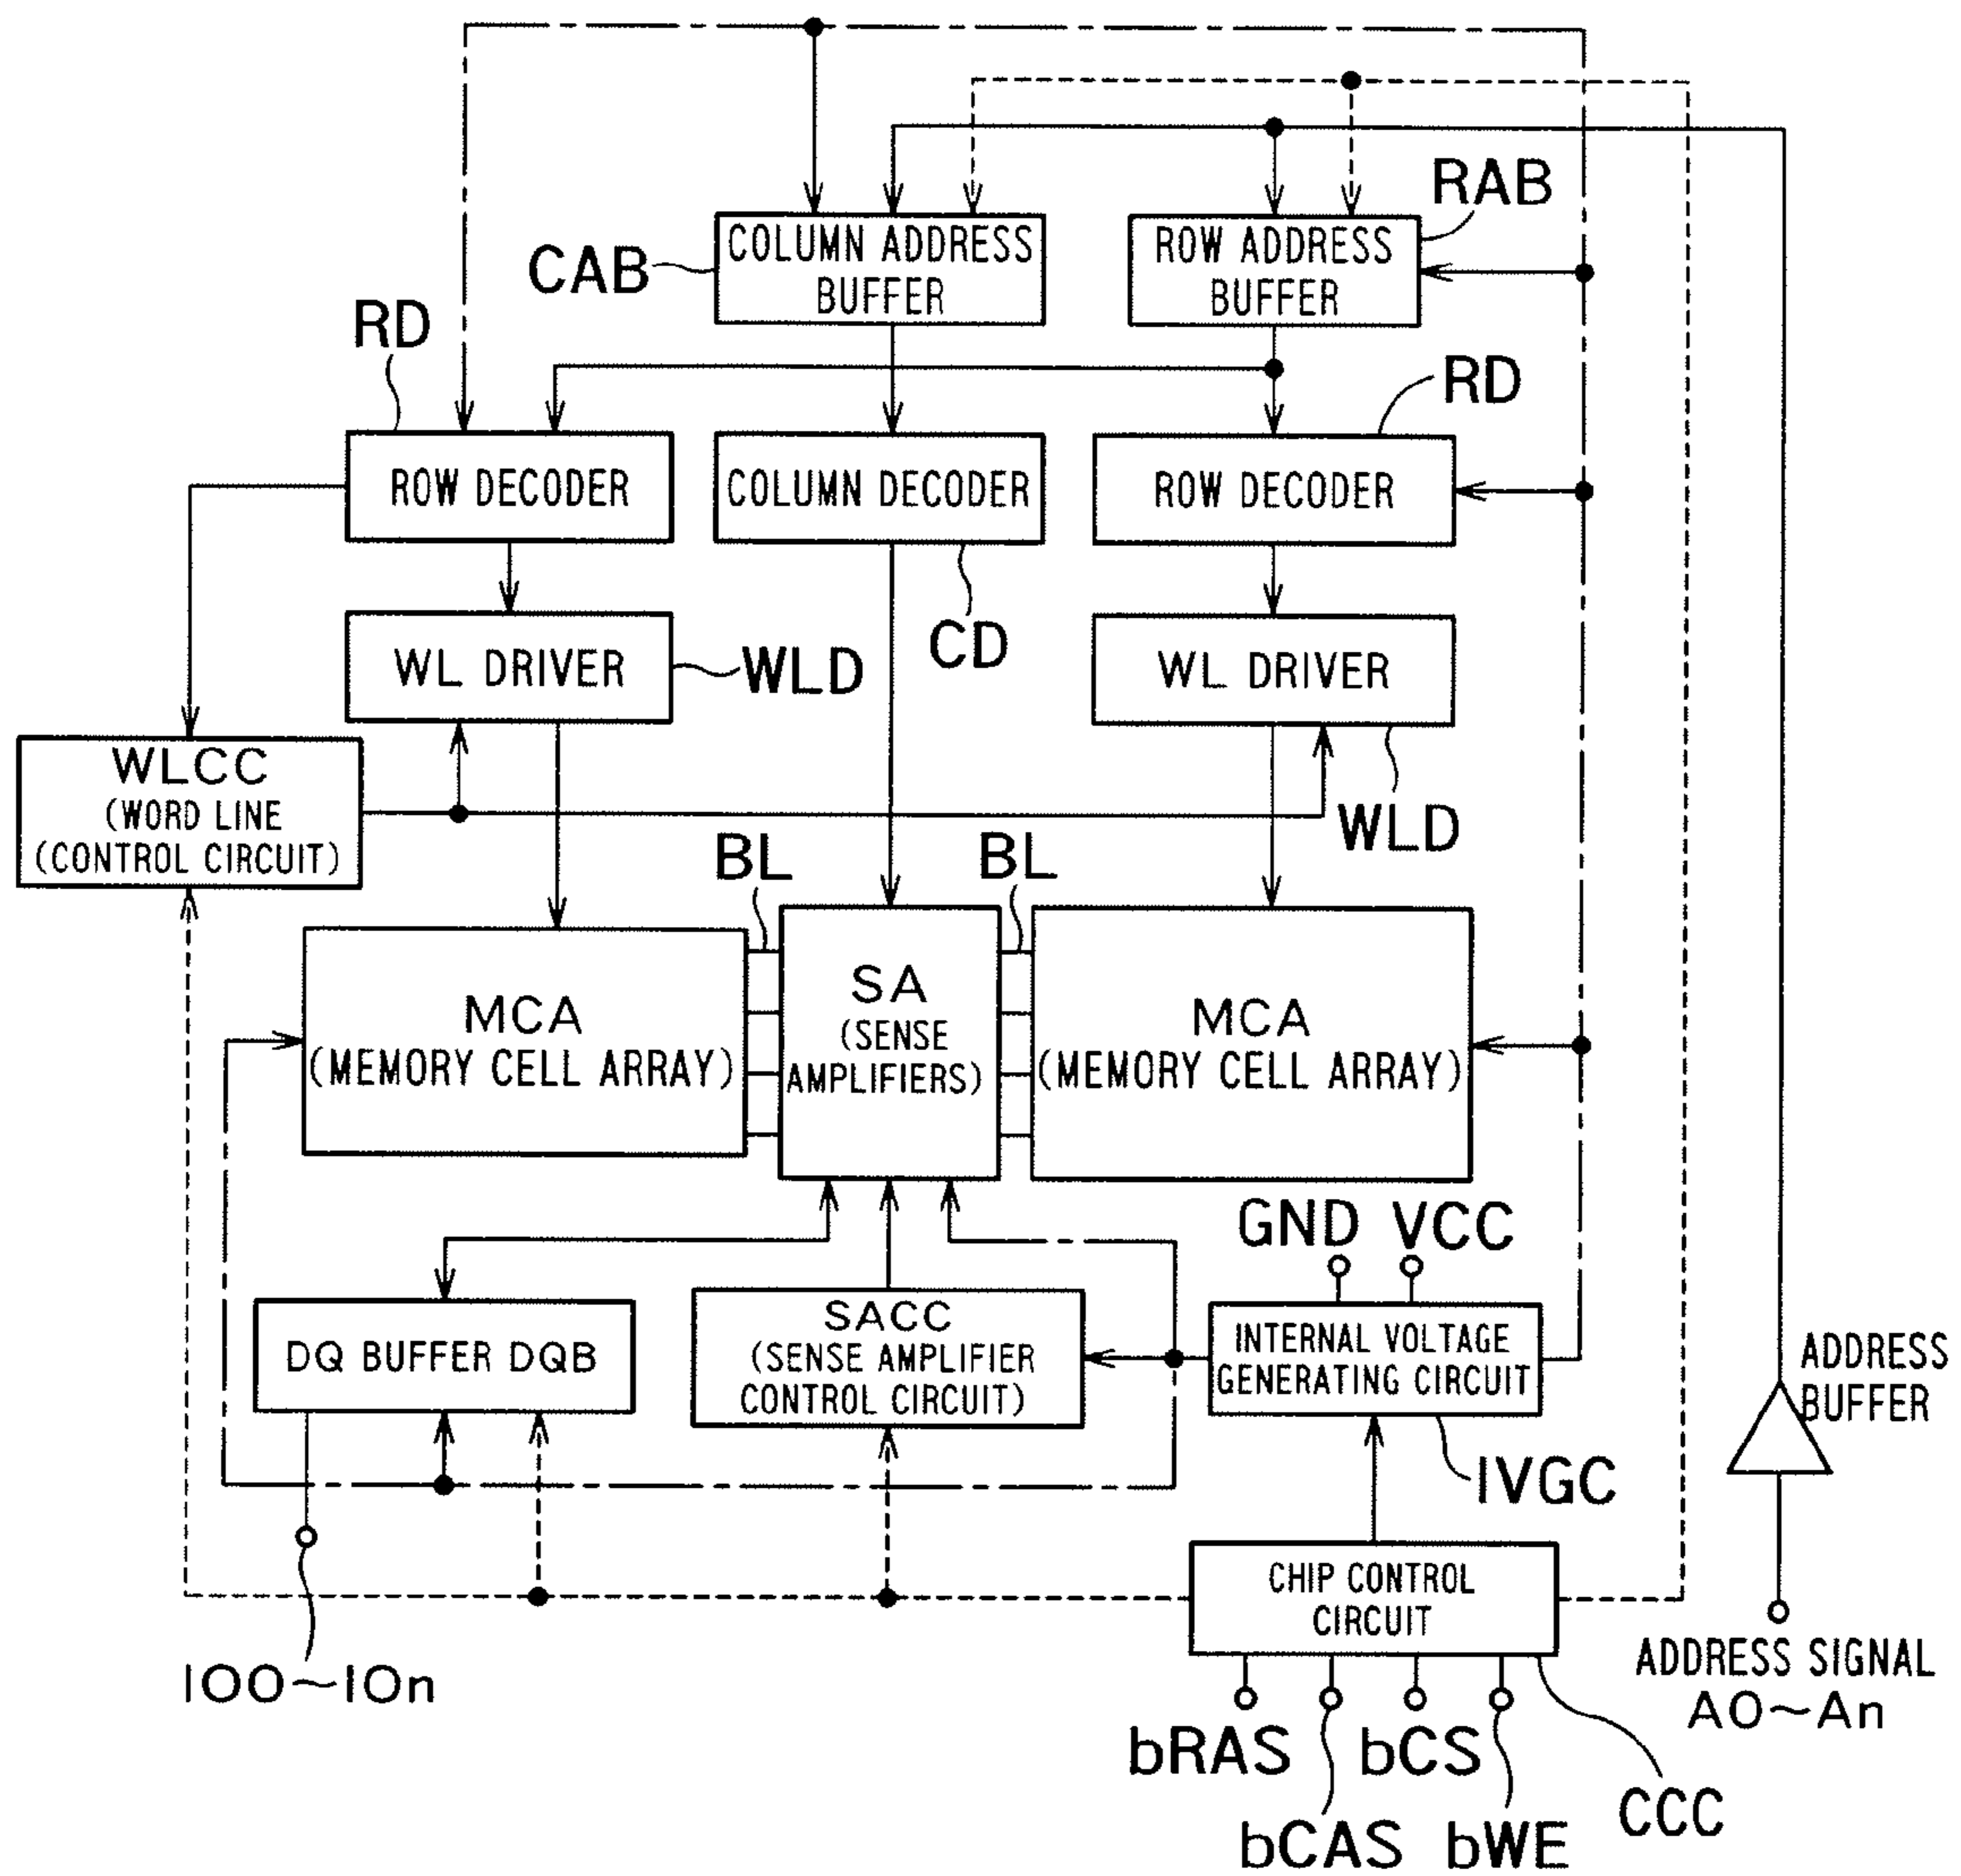 RAB
COLUMN ADDRESS
BUFFER
ROW ADDRESS
BUFFER
CAB
RD
RD
ROW DECODER
COLUMN DECODER
ROW DECODER
CD
WL DRIVER
WLD
WL DRIVER
WLCC
(WORD LINE
(CONTROL CIRCUIT)
WLD
BL
BL
MCA
(MEMORY CELL ARRAY)
SA
(SENSE
AMPLIFIERS)
MCA
(MEMORY CELL ARRAY)
GND
VCC
DQ BUFFER DQB
SACC
(SENSE AMPLIFIER
CONTROL CIRCUIT)
INTERNAL VOLTAGE
GENERATING CIRCUIT
ADDRESS
BUFFER
IVGC
CHIP CONTROL
CIRCUIT
IO0~IOn
ADDRESS SIGNAL
A0~An
bRAS
bCS
CCC
bCAS
bWE